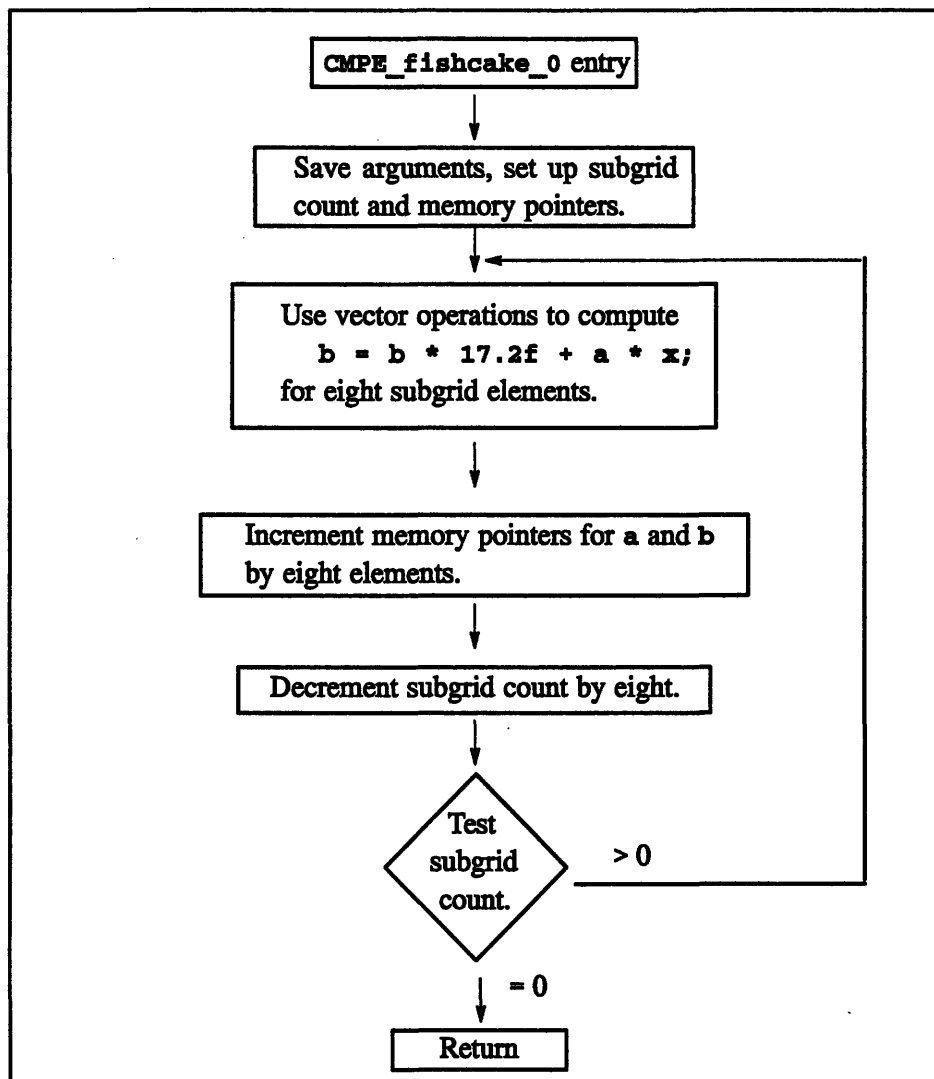 CMPE_fishcake_0 entry
Save arguments, set up subgrid
count and memory pointers.
Use vector operations to compute
b = b * 17.2f + a * x;
for eight subgrid elements.
Increment memory pointers for a and b
by eight elements.
Decrement subgrid count by eight.
Test
subgrid
count.
> 0
= 0
Return